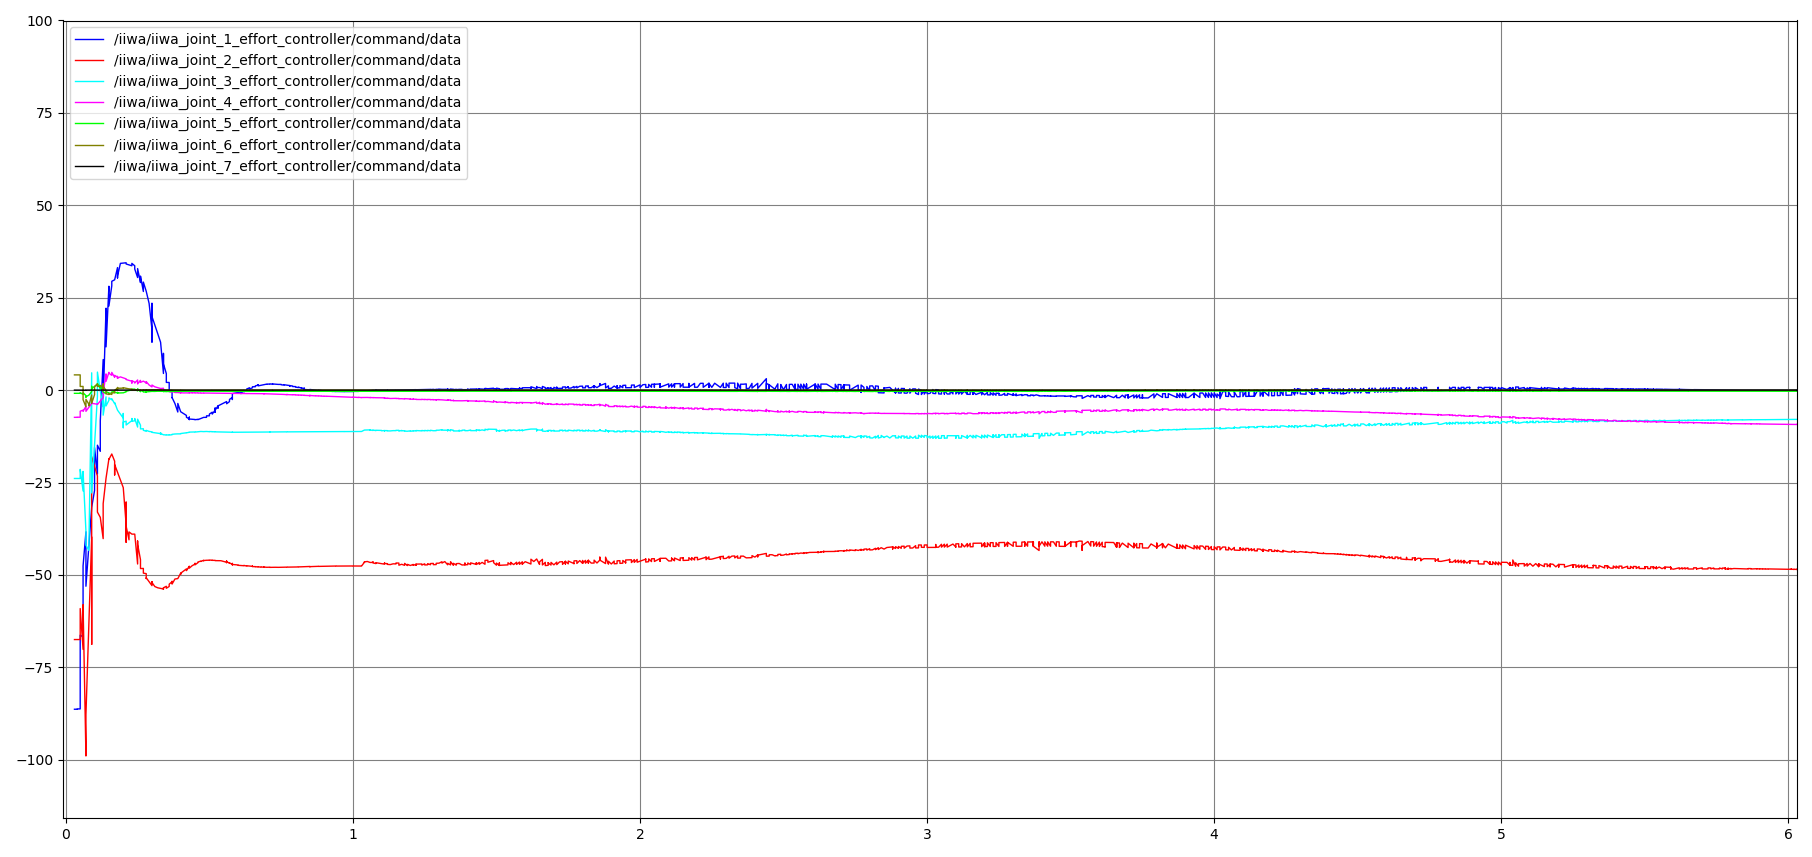 100
75
50
25
0
−25
−50
−75
−100
/iiwa/iiwa_joint_1_effort_controller/command/data
/iiwa/iiwa_joint_2_effort_controller/command/data
/iiwa/iiwa_joint_3_effort_controller/command/data
/iiwa/iiwa_joint_4_effort_controller/command/data
/iiwa/iiwa_joint_5_effort_controller/command/data
/iiwa/iiwa_joint_6_effort_controller/command/data
/iiwa/iiwa_joint_7_effort_controller/command/data
0 1 2 3 4 5 6